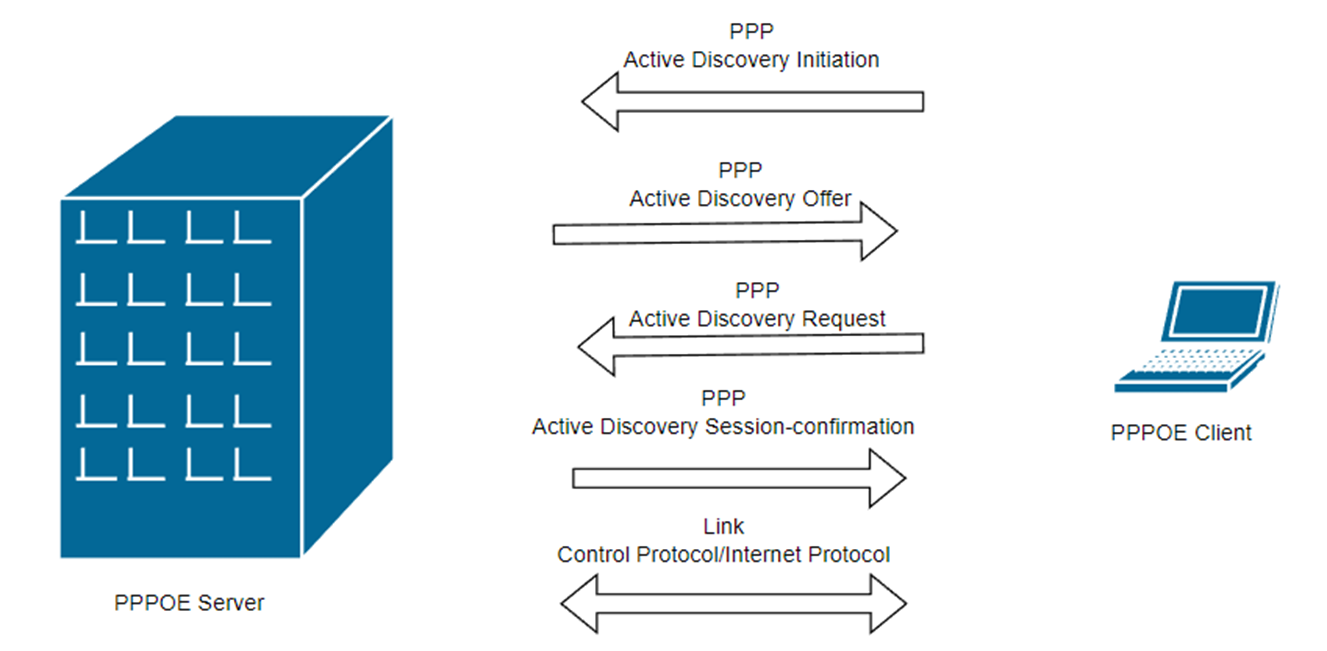 PPP
Active Discovery Initiation
PPP
Active Discovery Offer
PPP
Active Discovery Request
PPP
Active Discovery Session-confirmation
Link
Control Protocol/Internet Protocol
PPPOE Server
PPPOE Client